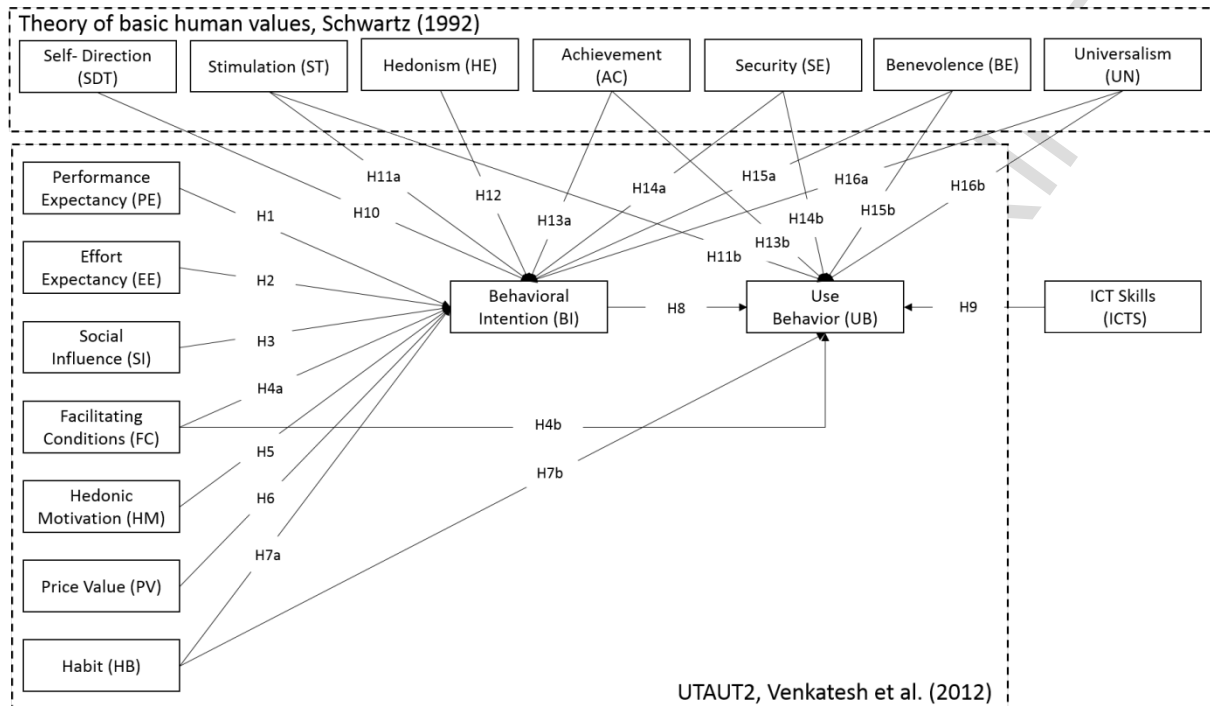 Theory of basic human values, Schwartz (1992)
Self- Direction
(SDT)
Stimulation (ST)
Hedonism (HE)
Achievement
(AC)
Security (SE)
Benevolence (BE)
Universalism
(UN)
Performance
Expectancy (PE)
Effort
Expectancy (EE)
Social
Influence (SI)
Facilitating
Conditions (FC)
Hedonic
Motivation (HM)
Price Value (PV)
Habit (HB)
H1
H2
H3
H4a
H5
H6
H7a
H10
H11a
H12
H13a
H14a
H15a
H16a
H11b
H13b
H14b
H15b
H16b
Behavioral
Intention (BI)
H8
Use
Behavior (UB)
H9
ICT Skills
(ICTS)
H4b
H7b
UTAUT2, Venkatesh et al. (2012)